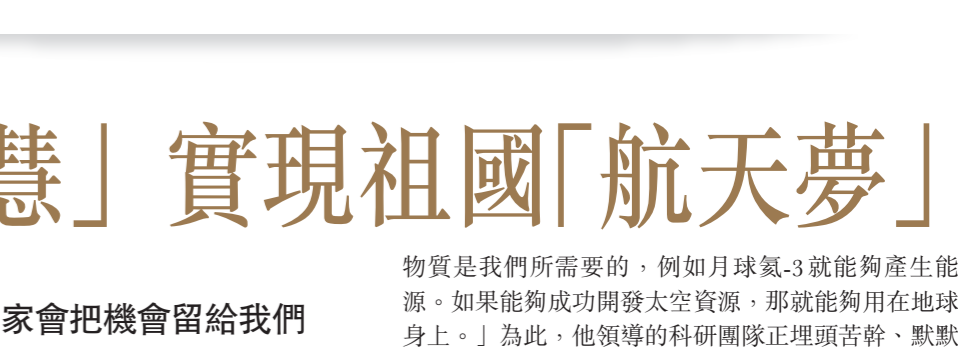 慧」實現祖國「航天夢」
家會把機會留給我們
物質是我們所需要的，例如月球氦-3就能夠產生能
源。如果能夠成功開發太空資源，那就能夠用在地球
身上。」為此，他領導的科研團隊正埋頭苦幹、默默